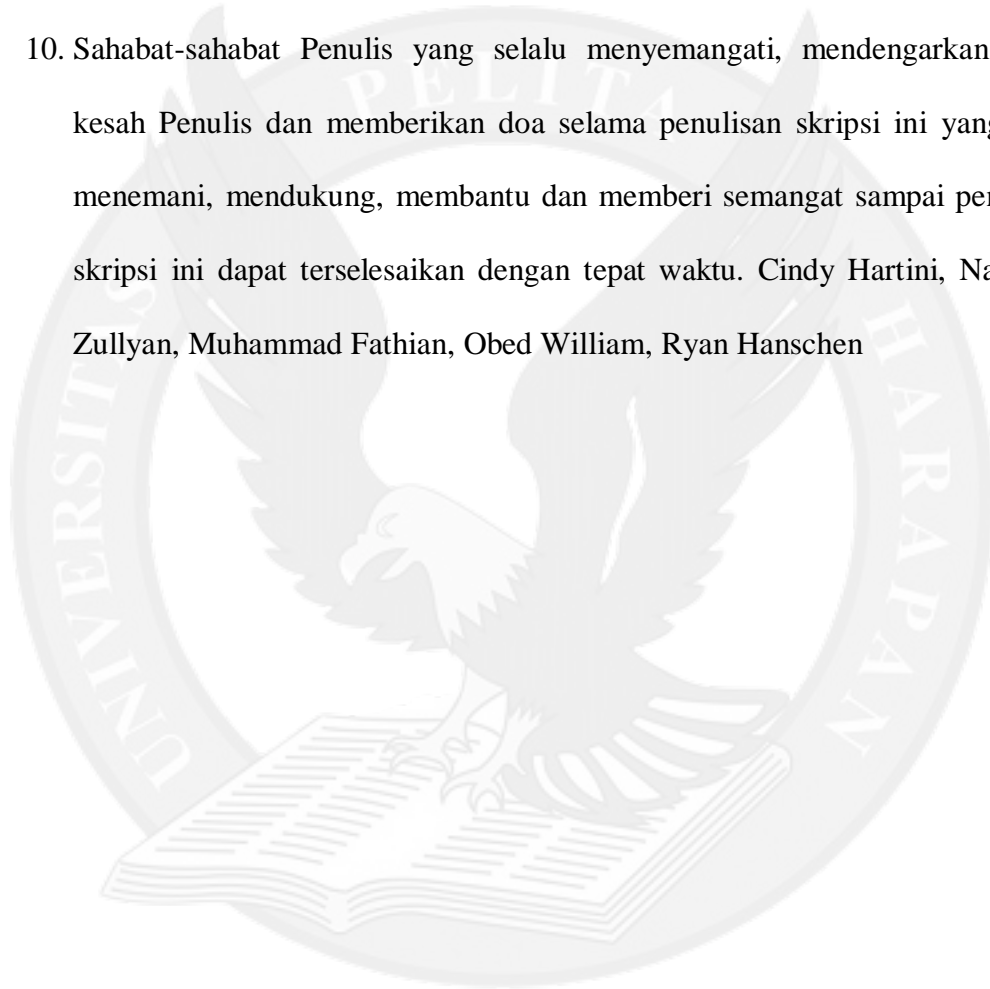 10. Sahabat-sahabat Penulis yang selalu menyemangati, mendengarkan
kesah Penulis dan memberikan doa selama penulisan skripsi ini yang
menemani, mendukung, membantu dan memberi semangat sampai
skripsi ini dapat terselesaikan dengan tepat waktu. Cindy Hartini,
Zullyan, Muhammad Fathian, Obed William, Ryan Hanschen
UNIVERSITAS PELITA HARAPAN